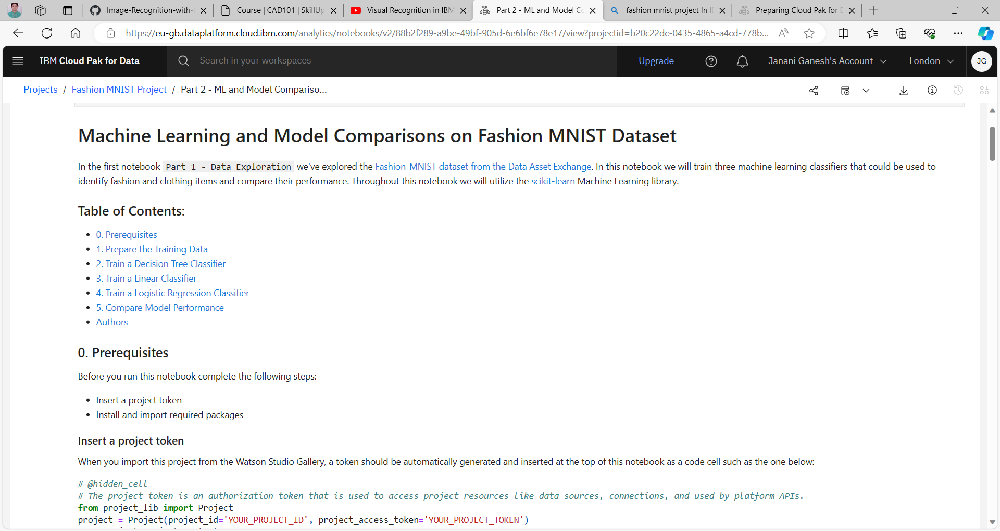 Image-Recognition-with-
Course | CAD101 | SkillUp
Visual Recognition in IBM
Part 2 - ML and Model Co
fashion mnist project In I
Preparing Cloud Pak for D
https://eu-gb.dataplatform.cloud.ibm.com/analytics/notebooks/v2/88b2f289-a9be-49bf-905d-6e6bf6e78e17/view?projectid=b20c22dc-0435-4865-a4cd-778b...
IBM Cloud Pak for Data
Search in your workspaces
Upgrade
Janani Ganesh's Account
London
JG
Projects / Fashion MNIST Project / Part 2 - ML and Model Compariso...
Machine Learning and Model Comparisons on Fashion MNIST Dataset
In the first notebook Part 1 - Data Exploration we've explored the Fashion-MNIST dataset from the Data Asset Exchange. In this notebook we will train three machine learning classifiers that could be used to
identify fashion and clothing items and compare their performance. Throughout this notebook we will utilize the scikit-learn Machine Learning library.
Table of Contents:
• 0. Prerequisites
• 1. Prepare the Training Data
• 2. Train a Decision Tree Classifier
• 3. Train a Linear Classifier
• 4. Train a Logistic Regression Classifier
• 5. Compare Model Performance
• Authors
0. Prerequisites
Before you run this notebook complete the following steps:
• Insert a project token
• Install and import required packages
Insert a project token
When you import this project from the Watson Studio Gallery, a token should be automatically generated and inserted at the top of this notebook as a code cell such as the one below:
# @hidden_cell
# The project token is an authorization token that is used to access project resources like data sources, connections, and used by platform APIs.
from project_lib import Project
project = Project(project_id='YOUR_PROJECT_ID', project_access_token='YOUR_PROJECT_TOKEN')